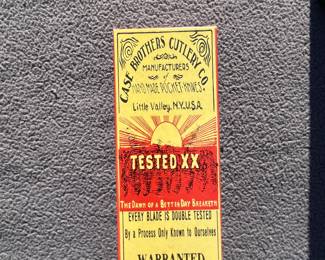 CASE BROTHERS CUTLERY CO.
MANUFACTURERS
of
HAND MADE POCKET KNIVES
Little Valley, N.Y. U.S.A.
TESTED XX
THE DAWN OF A BETTER DAY BREAKETH
EVERY BLADE IS DOUBLE TESTED
By a Process Only Known to Ourselves
WARRANTED